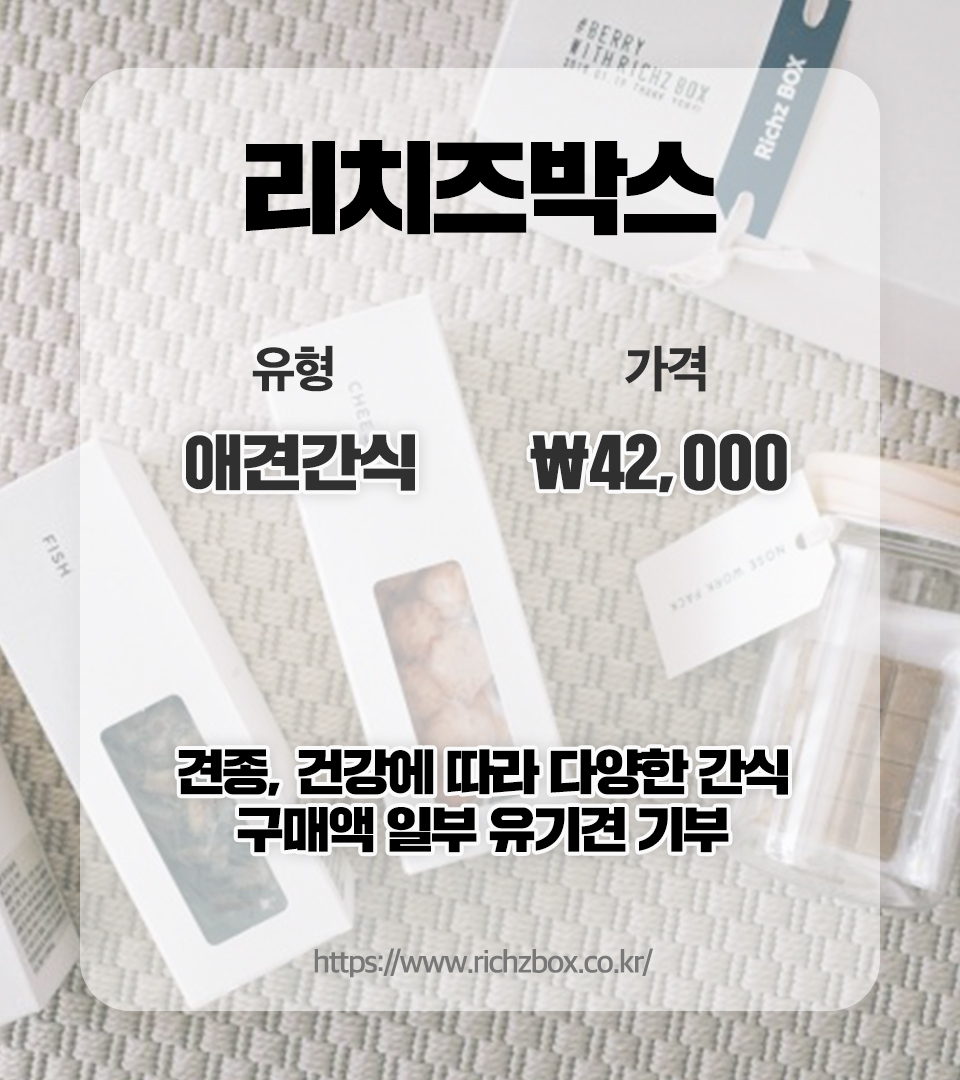 #BERRY
WITH RICHZ BOX
Richz BOX
리치즈박스
유형
가격
애견간식
₩42,000
CHEE
FISH
NOSE WORK PACK
견종, 건강에 따라 다양한 간식
구매액 일부 유기견 기부
https://www.richzbox.co.kr/